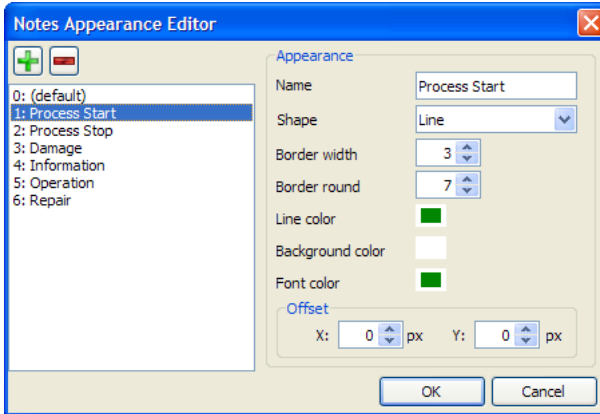 Notes Appearance Editor
0: (default)
1: Process Start
2: Process Stop
3: Damage
4: Information
5: Operation
6: Repair
Appearance
Name Process Start
Shape Line
Border width 3
Border round 7
Line color
Background color
Font color
Offset
X: 0 px Y: 0 px
OK Cancel